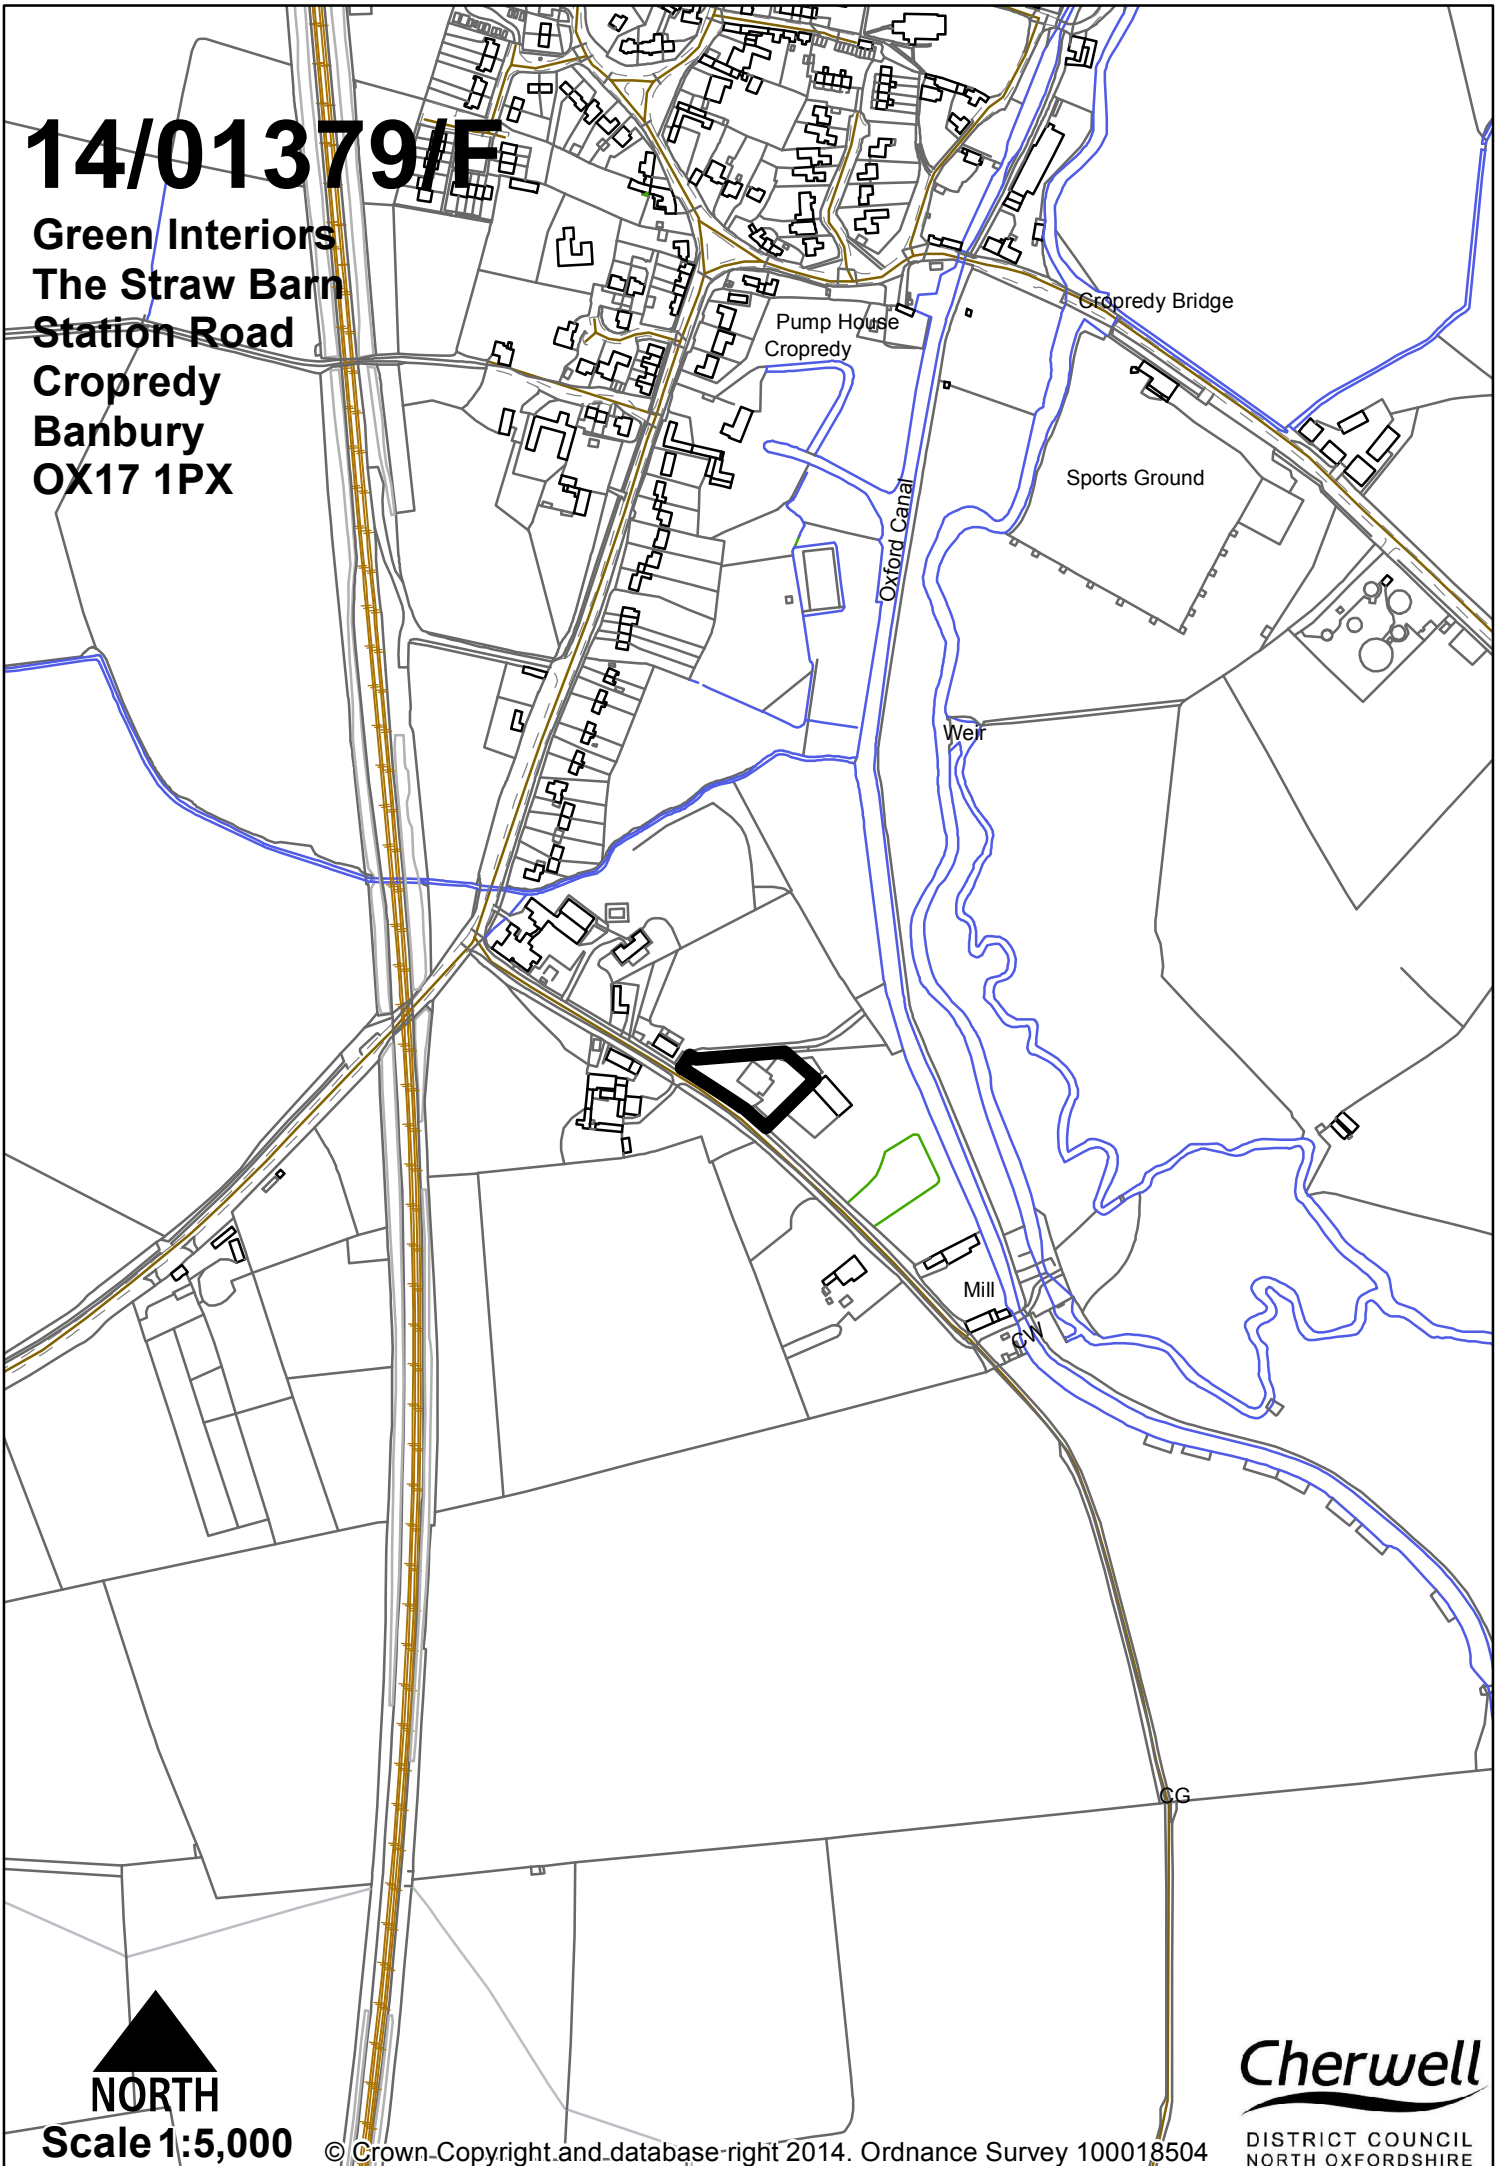 14/01379/F
Green Interiors
The Straw Barn
Station Road
Cropredy
Banbury
OX17 1PX
Cropredy Bridge
Pump House
Cropredy
Sports Ground
Oxford Canal
Weir
Mill
CW
CG
NORTH
Scale 1:5,000
© Crown Copyright and database right 2014. Ordnance Survey 100018504
Cherwell
DISTRICT COUNCIL
NORTH OXFORDSHIRE